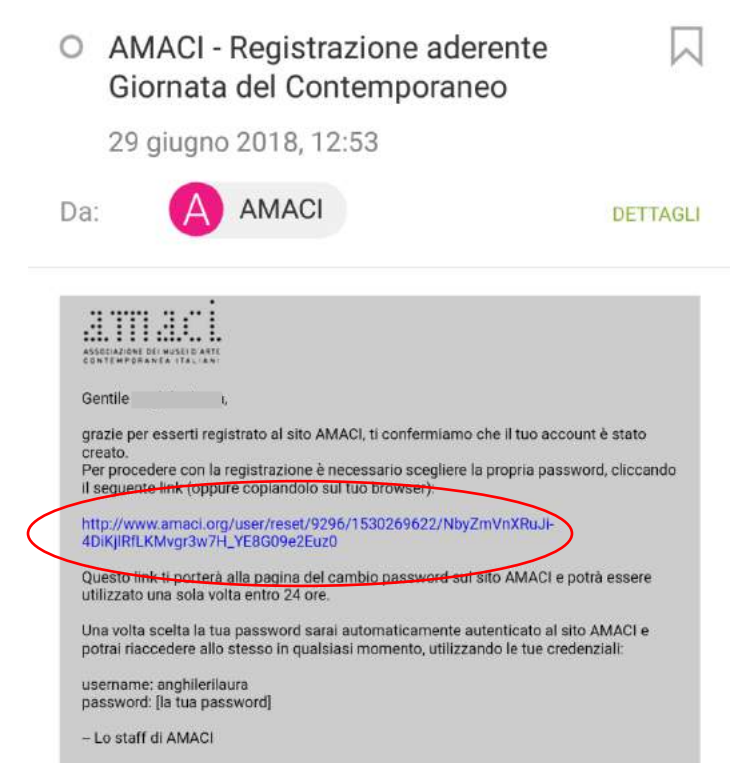 AMACI - Registrazione aderente
Giornata del Contemporaneo
29 giugno 2018, 12:53
Da:
A
AMACI
DETTAGLI
amaci
ASSOCIAZIONE DEI MUSEI D'ARTE
CONTEMPORANEA ITALIANI
Gentile
grazie per esserti registrato al sito AMACI, ti confermiamo che il tuo account è stato
creato.
Per procedere con la registrazione è necessario scegliere la propria password, cliccando
il seguente link (oppure copiandolo sul tuo browser):
http://www.amaci.org/user/reset/9296/1530269622/NbyZmVnXRuJi-
4DiKjlRfLKMvgr3w7H_YE8G09e2Euz0
Questo link ti porterà alla pagina del cambio password sul sito AMACI e potrà essere
utilizzato una sola volta entro 24 ore.
Una volta scelta la tua password sarai automaticamente autenticato al sito AMACI e
potrai riaccedere allo stesso in qualsiasi momento, utilizzando le tue credenziali:
username: anghilerilaura
password: [la tua password]
– Lo staff di AMACI